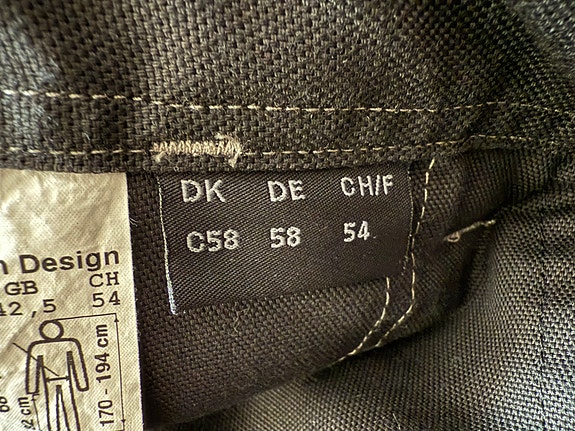 DK DE CH/F
C58 58 54
n Design
GB CH
42,5 54
170 - 194 cm